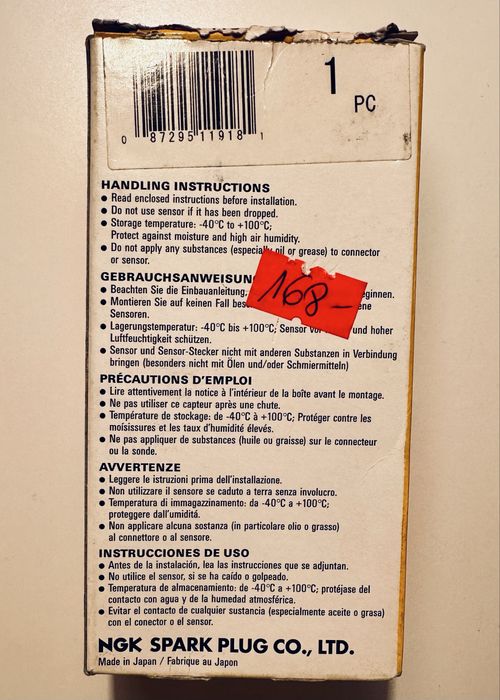 1
PC
0 87295 11918 1
HANDLING INSTRUCTIONS
● Read enclosed instructions before installation.
● Do not use sensor if it has been dropped.
● Storage temperature: -40°C to +100°C;
Protect against moisture and high air humidity.
● Do not apply any substances (especially oil or grease) to connector
or sensor.
GEBRAUCHSANWEISUN
● Beachten Sie die Einbauanleitung, eginnen.
● Montieren Sie auf keinen Fall ene
Sensoren.
● Lagerungstemperatur: -40°C bis +100°C; Sensor vor und hoher
Luftfeuchtigkeit schützen.
● Sensor und Sensor-Stecker nicht mit anderen Substanzen in Verbindung
bringen (besonders nicht mit Ölen und/oder Schmiermitteln)
168-
PRÉCAUTIONS D'EMPLOI
● Lire attentivement la notice à l'intérieur de la boîte avant le montage.
● Ne pas utiliser ce capteur après une chute.
● Température de stockage: de -40°C à +100°C; Protéger contre les
moisissures et les taux d'humidité élevés.
● Ne pas appliquer de substances (huile ou graisse) sur le connecteur
ou la sonde.
AVVERTENZE
● Leggere le istruzioni prima dell'installazione.
● Non utilizzare il sensore se caduto a terra senza involucro.
● Temperatura di immagazzinamento: da -40°C a +100°C;
proteggere dall'umiditá.
● Non applicare alcuna sostanza (in particolare olio o grasso)
al connettore o al sensore.
INSTRUCCIONES DE USO
● Antes de la instalación, lea las instrucciones que se adjuntan.
● No utilice el sensor, si se ha caído o golpeado.
● Temperatura de almacenamiento: de -40°C a +100°C; protéjase del
contacto con agua y de la humedad atmosférica.
● Evitar el contacto de cualquier sustancia (especialmente aceite o grasa)
con el conector o el sensor.
NGK SPARK PLUG CO., LTD.
Made in Japan / Fabrique au Japon